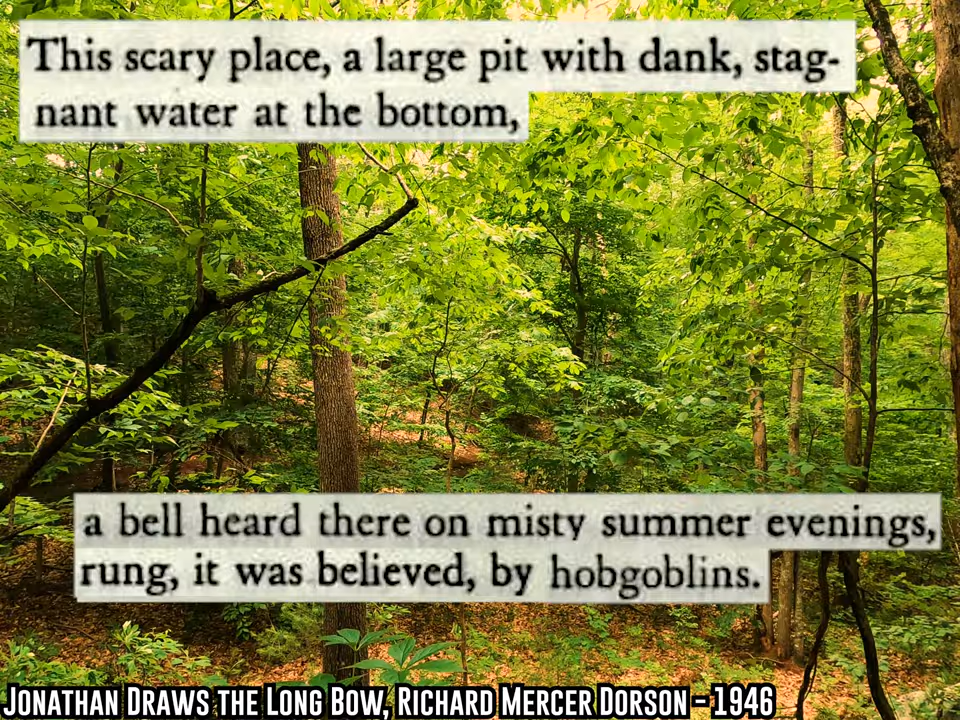 This scary place, a large pit with dank, stag-
nant water at the bottom,
a bell heard there on misty summer evenings,
rung, it was believed, by hobgoblins.
Jonathan Draws the Long Bow, Richard Mercer Dorson - 1946